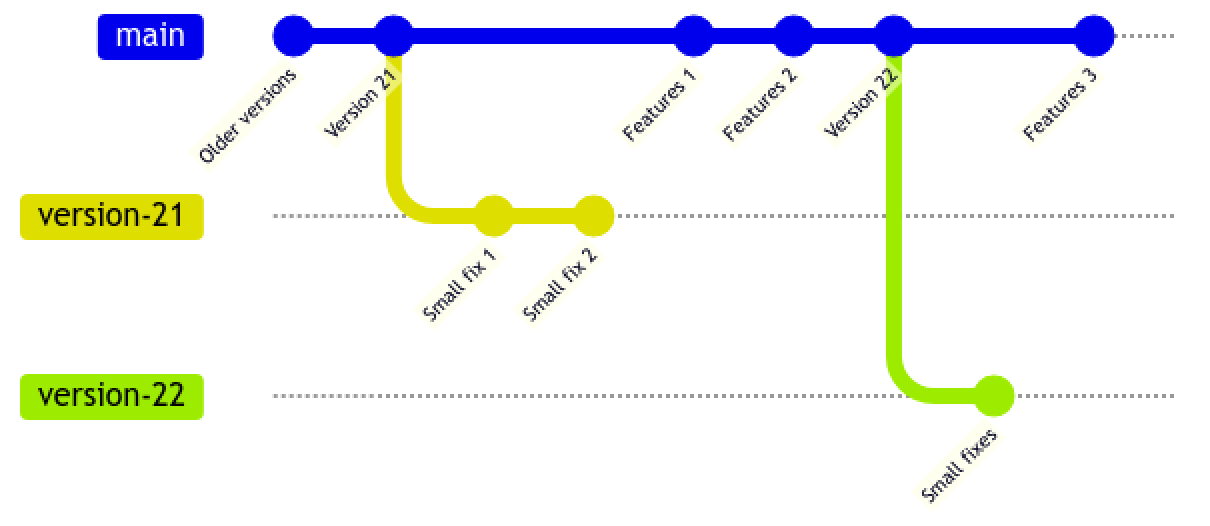 main
Older versions
Version 21
Features 1
Features 2
Version 22
Features 3
version-21
Small fix 1
Small fix 2
version-22
Small fixes